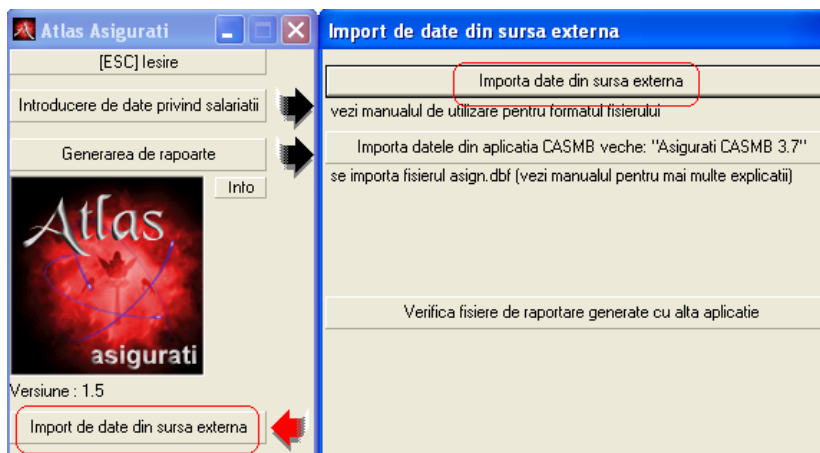 Atlas Asigurati
[ESC] Iesire
Introducere de date privind salariatii
Generarea de rapoarte
Info
Atlas
asigurati
Versiune : 1.5
Import de date din sursa externa
Import de date din sursa externa
Importa date din sursa externa
vezi manualul de utilizare pentru formatul fisierului
Importa datele din aplicatia CASMB veche: "Asigurati CASMB 3.7"
se importa fisierul asign.dbf (vezi manualul pentru mai multe explicatii)
Verifica fisiere de raportare generate cu alta aplicatie